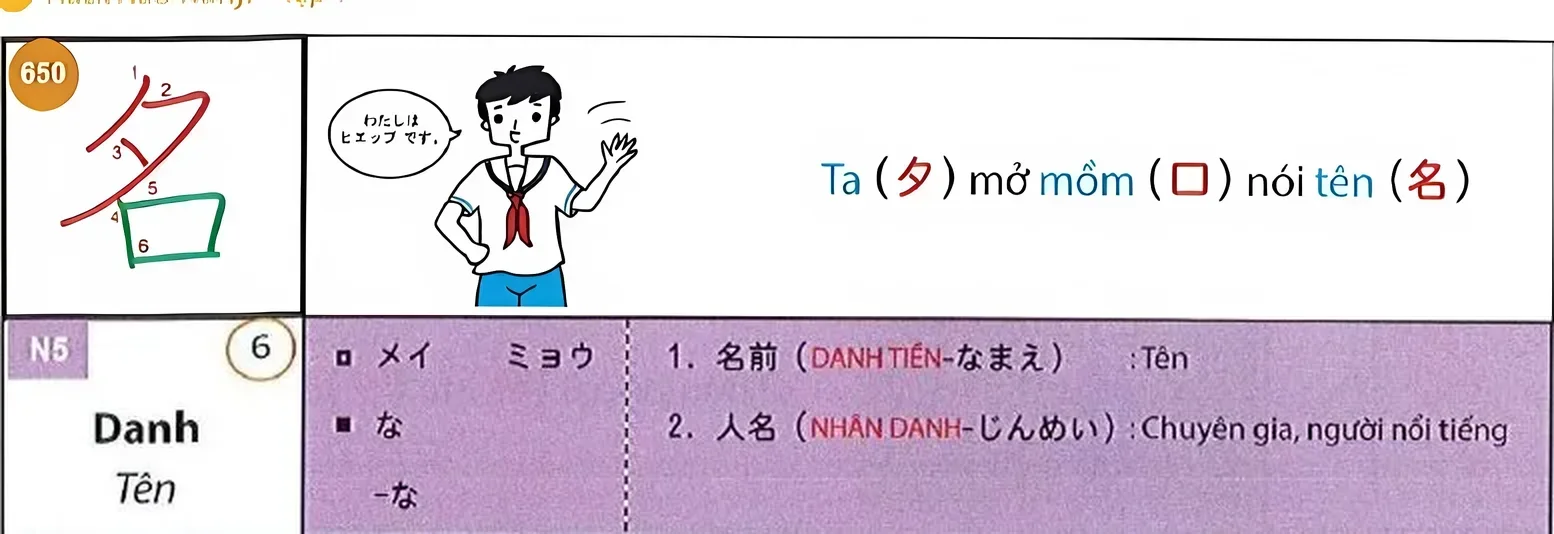 650
1
2
3
5
4
6
わたしは
ヒエップ です。
Ta (夕) mở mồm (口) nói tên (名)
N5
6
Danh
Tên
メイ ミョウ
な
-な
1. 名前 (DANH TIỀN-なまえ) : Tên
2. 人名 (NHÂN DANH-じんめい) : Chuyên gia, người nổi tiếng